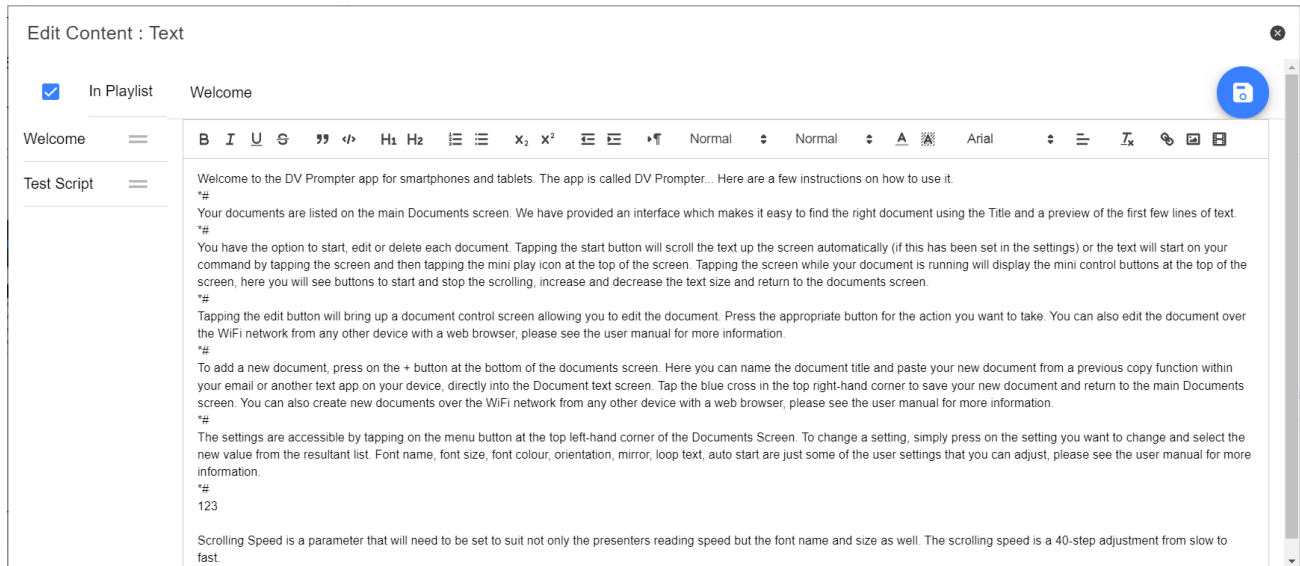 Edit Content : Text
In Playlist
Welcome
Welcome
Test Script
B I U S ❞ </> H1 H2 X₂ X² ¶ Normal Normal A A Arial Tx
Welcome to the DV Prompter app for smartphones and tablets. The app is called DV Prompter... Here are a few instructions on how to use it.
*#
Your documents are listed on the main Documents screen. We have provided an interface which makes it easy to find the right document using the Title and a preview of the first few lines of text.
*#
You have the option to start, edit or delete each document. Tapping the start button will scroll the text up the screen automatically (if this has been set in the settings) or the text will start on your
command by tapping the screen and then tapping the mini play icon at the top of the screen. Tapping the screen while your document is running will display the mini control buttons at the top of the
screen, here you will see buttons to start and stop the scrolling, increase and decrease the text size and return to the documents screen.
*#
Tapping the edit button will bring up a document control screen allowing you to edit the document. Press the appropriate button for the action you want to take. You can also edit the document over
the WiFi network from any other device with a web browser, please see the user manual for more information.
*#
To add a new document, press on the + button at the bottom of the documents screen. Here you can name the document title and paste your new document from a previous copy function within
your email or another text app on your device, directly into the Document text screen. Tap the blue cross in the top right-hand corner to save your new document and return to the main Documents
screen. You can also create new documents over the WiFi network from any other device with a web browser, please see the user manual for more information.
*#
The settings are accessible by tapping on the menu button at the top left-hand corner of the Documents Screen. To change a setting, simply press on the setting you want to change and select the
new value from the resultant list. Font name, font size, font colour, orientation, mirror, loop text, auto start are just some of the user settings that you can adjust, please see the user manual for more
information.
*#
123
Scrolling Speed is a parameter that will need to be set to suit not only the presenters reading speed but the font name and size as well. The scrolling speed is a 40-step adjustment from slow to
fast.